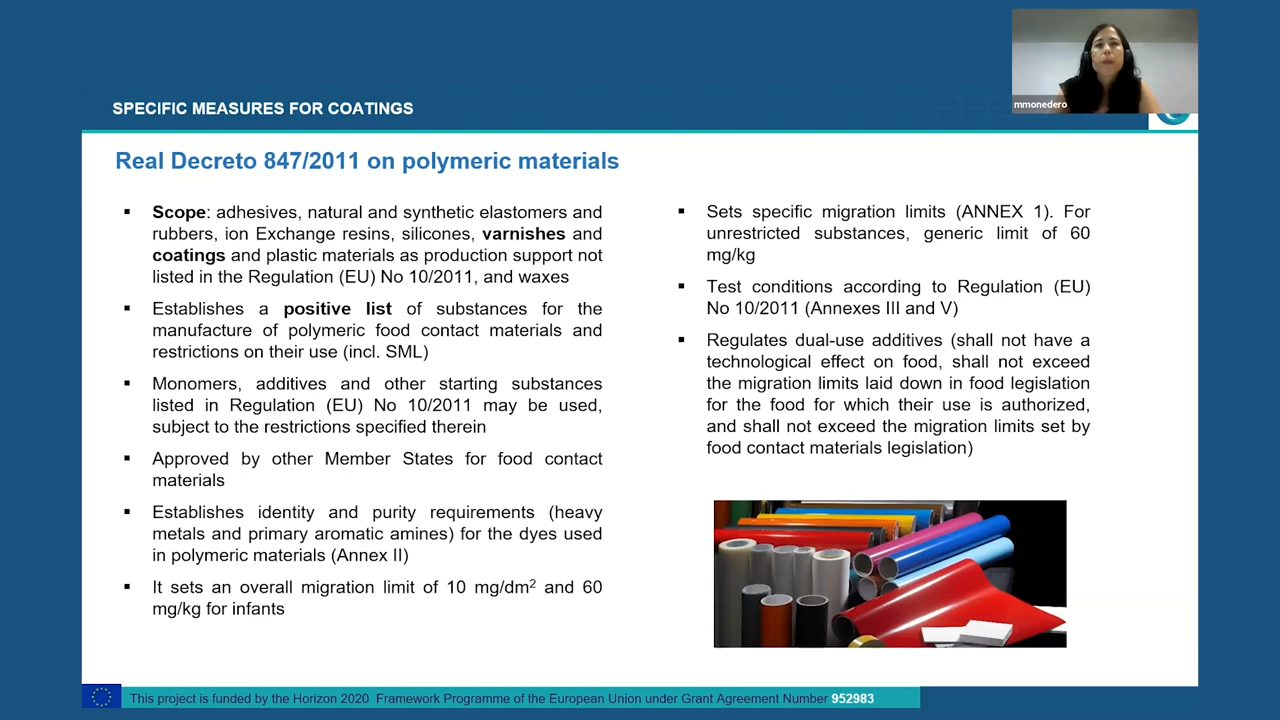 mmonedero
SPECIFIC MEASURES FOR COATINGS
Real Decreto 847/2011 on polymeric materials
▪ Scope: adhesives, natural and synthetic elastomers and
rubbers, ion Exchange resins, silicones, varnishes and
coatings and plastic materials as production support not
listed in the Regulation (EU) No 10/2011, and waxes
▪ Establishes a positive list of substances for the
manufacture of polymeric food contact materials and
restrictions on their use (incl. SML)
▪ Monomers, additives and other starting substances
listed in Regulation (EU) No 10/2011 may be used,
subject to the restrictions specified therein
▪ Approved by other Member States for food contact
materials
▪ Establishes identity and purity requirements (heavy
metals and primary aromatic amines) for the dyes used
in polymeric materials (Annex II)
▪ It sets an overall migration limit of 10 mg/dm² and 60
mg/kg for infants
▪ Sets specific migration limits (ANNEX 1). For
unrestricted substances, generic limit of 60
mg/kg
▪ Test conditions according to Regulation (EU)
No 10/2011 (Annexes III and V)
▪ Regulates dual-use additives (shall not have a
technological effect on food, shall not exceed
the migration limits laid down in food legislation
for the food for which their use is authorized,
and shall not exceed the migration limits set by
food contact materials legislation)
This project is funded by the Horizon 2020 Framework Programme of the European Union under Grant Agreement Number 952983